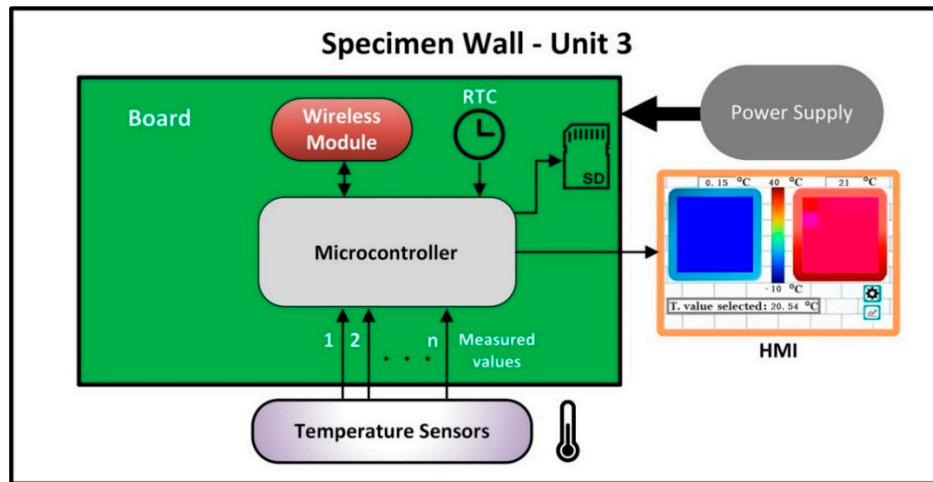 Specimen Wall - Unit 3
Board
Wireless
Module
RTC
SD
Power Supply
Microcontroller
0.15 °C 40 °C 21 °C
-10 °C
T. value selected: 20.54 °C
HMI
1 2 . . . n
Measured
values
Temperature Sensors